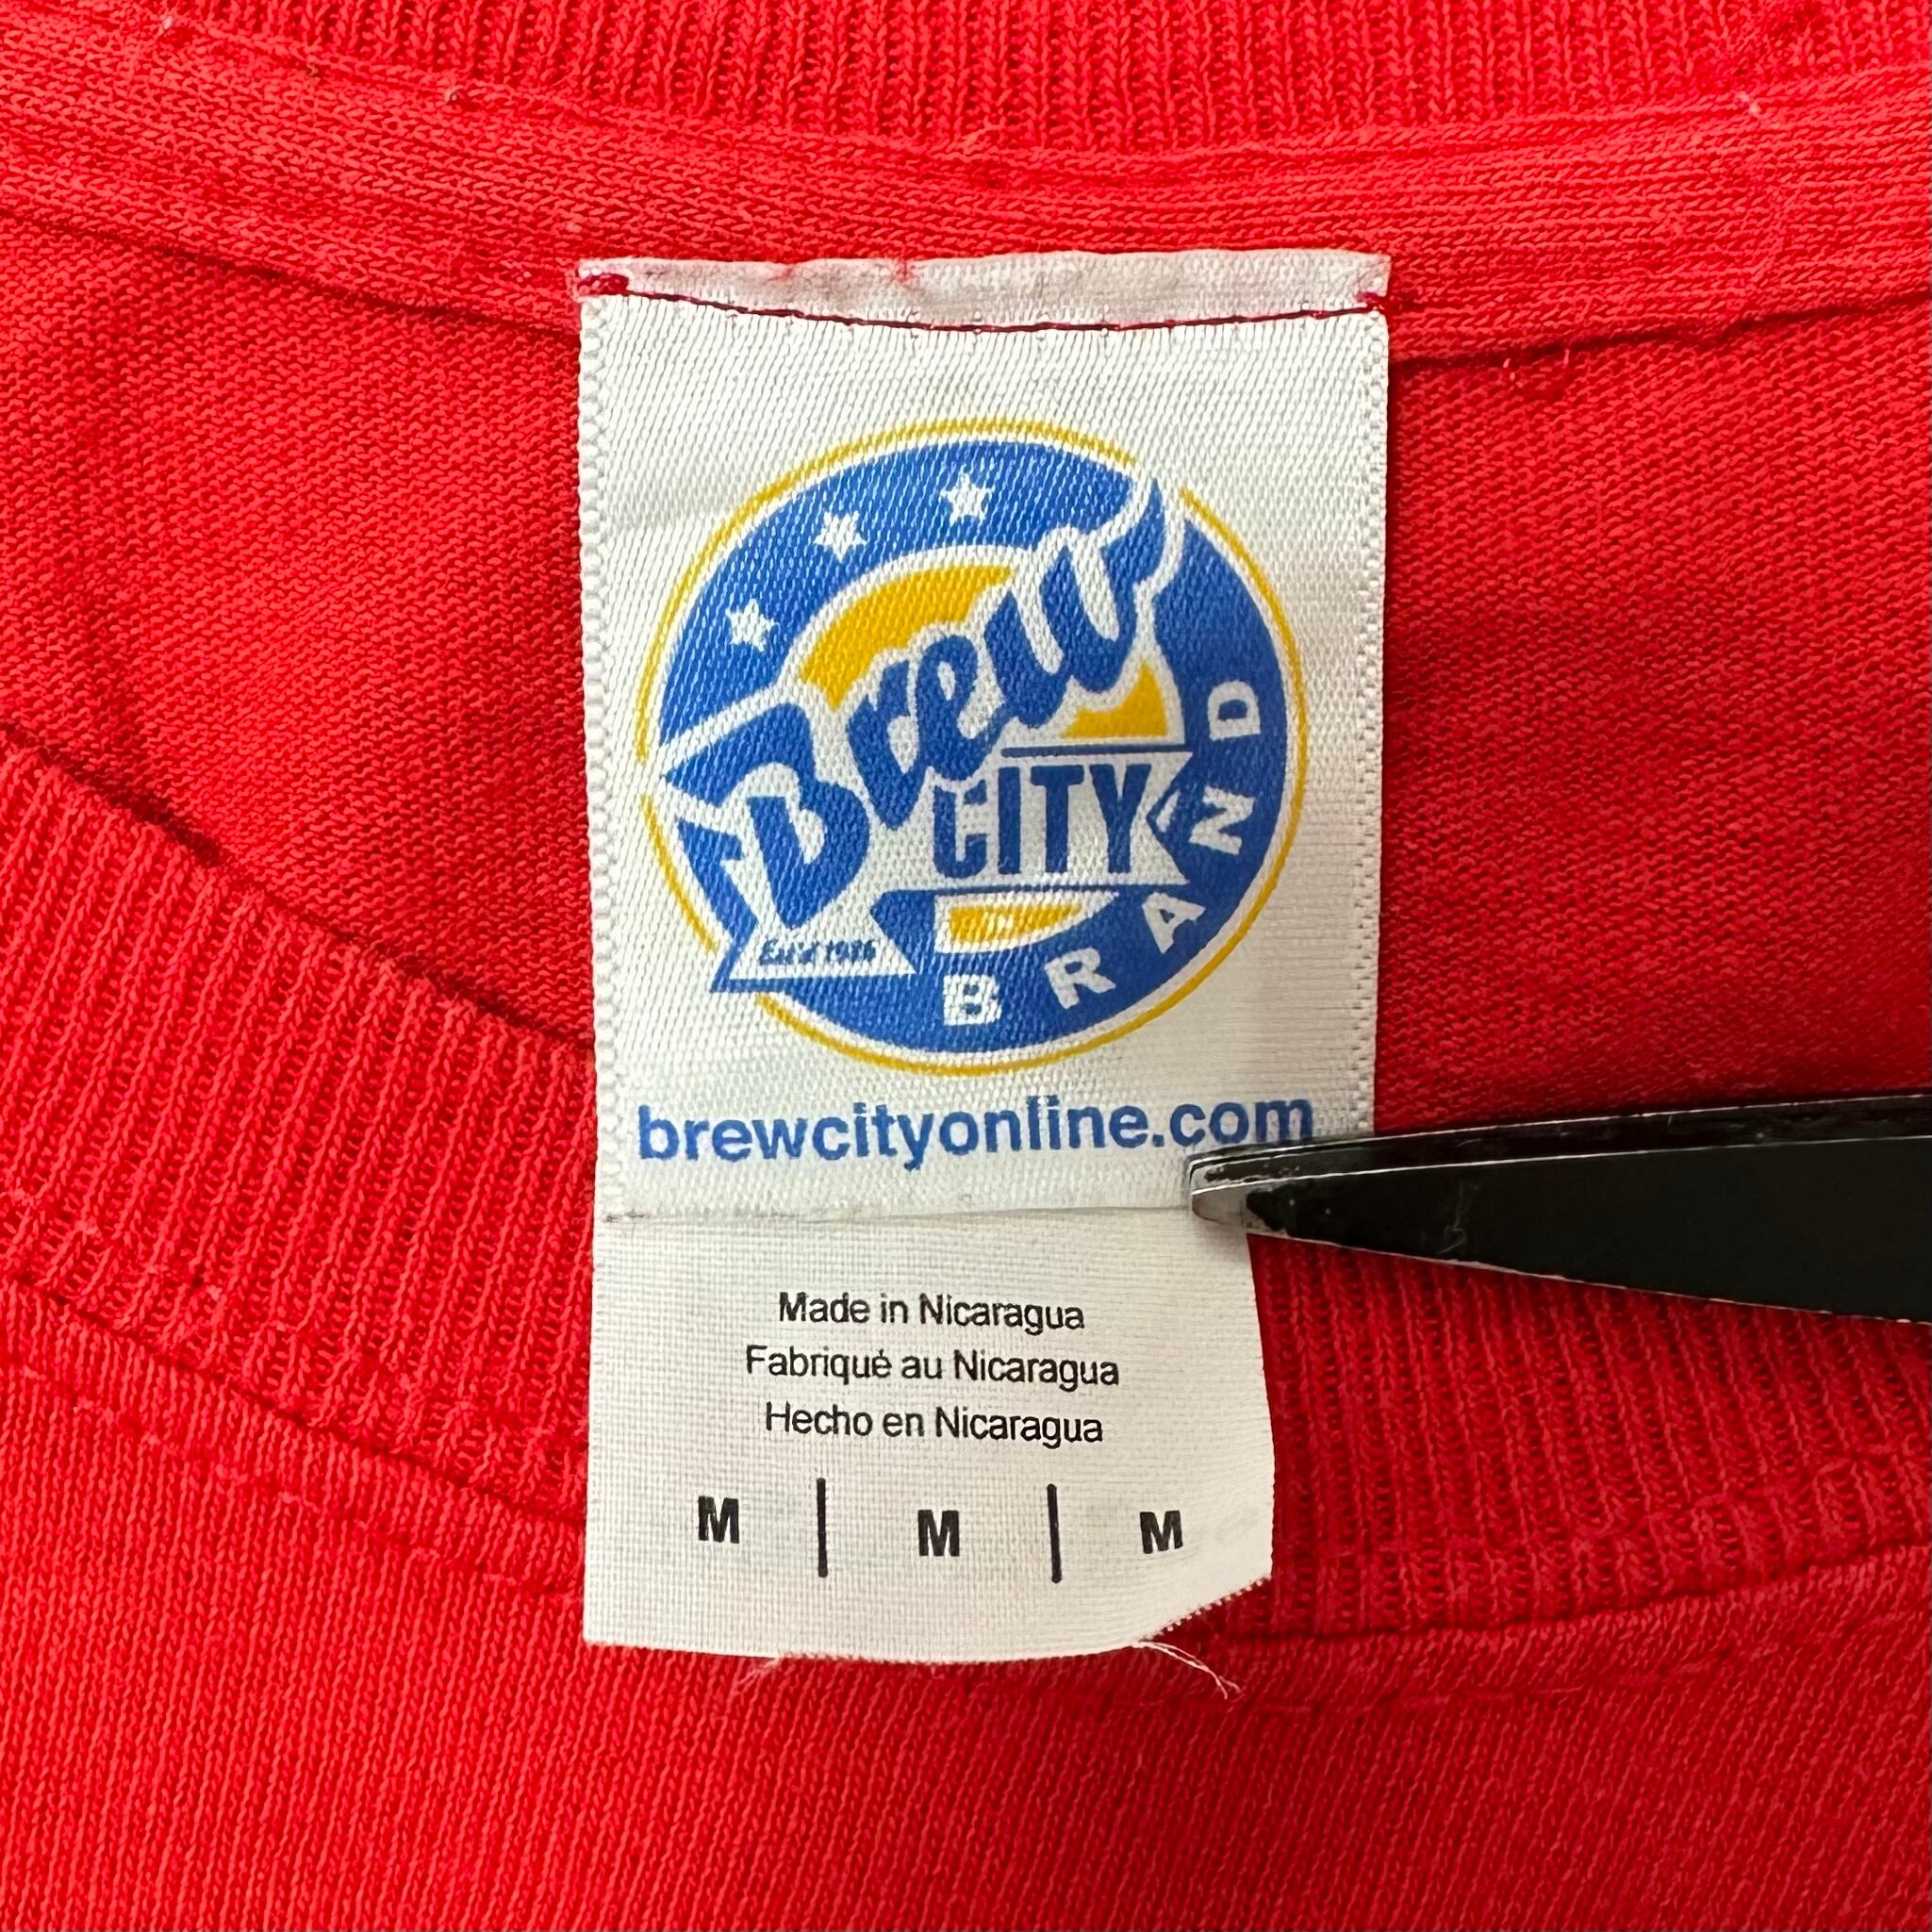 Brew
CITY
Est'd 1986
BRAND
brewcityonline.com
Made in Nicaragua
Fabriqué au Nicaragua
Hecho en Nicaragua
M | M | M